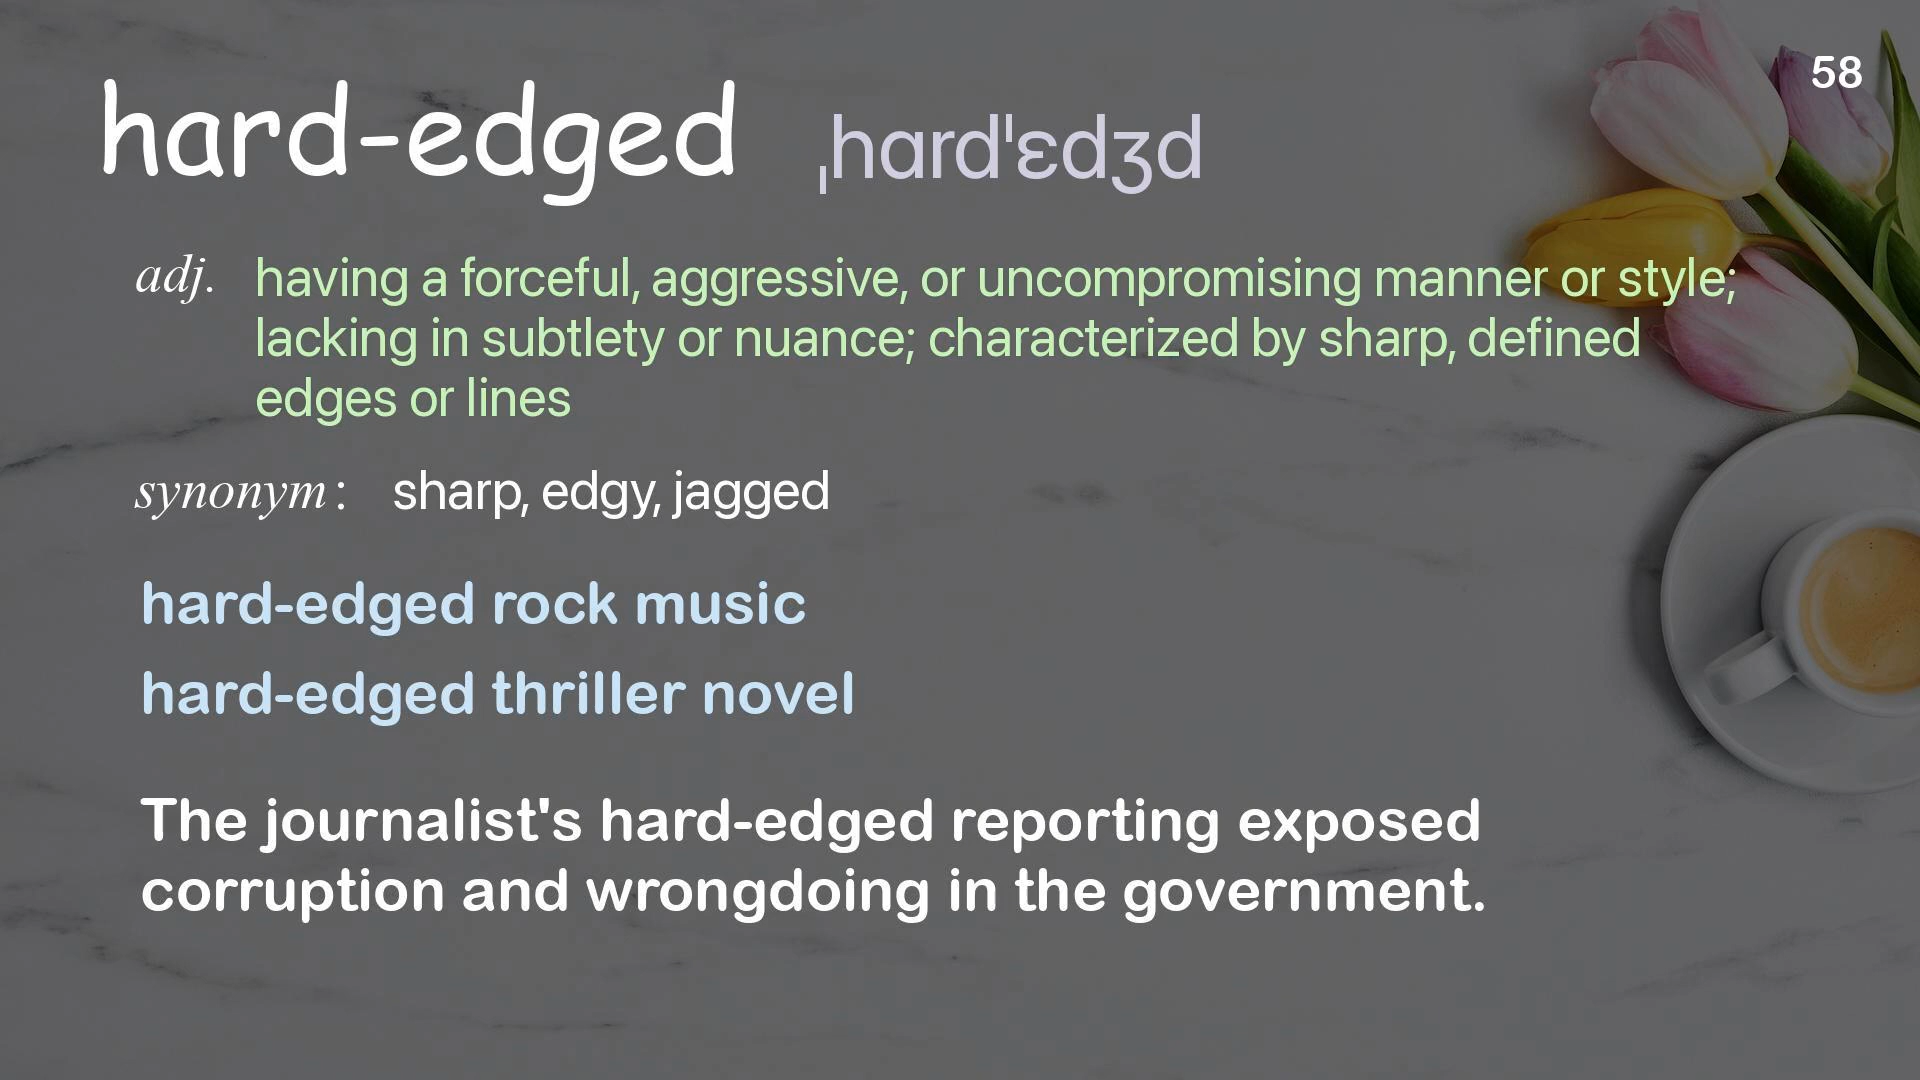 58
hard-edged ˌhɑrdˈɛdʒd
adj. having a forceful, aggressive, or uncompromising manner or style;
lacking in subtlety or nuance; characterized by sharp, defined
edges or lines
synonym: sharp, edgy, jagged
hard-edged rock music
hard-edged thriller novel
The journalist's hard-edged reporting exposed
corruption and wrongdoing in the government.